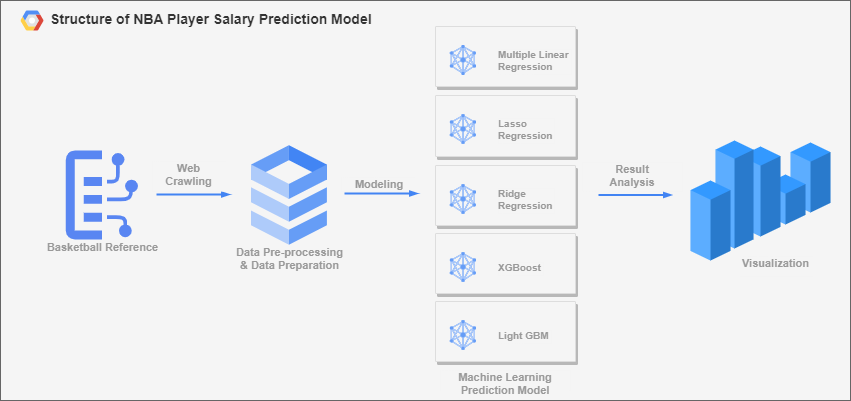 Structure of NBA Player Salary Prediction Model
Basketball Reference
Web
Crawling
Data Pre-processing
& Data Preparation
Modeling
Multiple Linear
Regression
Lasso
Regression
Ridge
Regression
XGBoost
Light GBM
Machine Learning
Prediction Model
Result
Analysis
Visualization